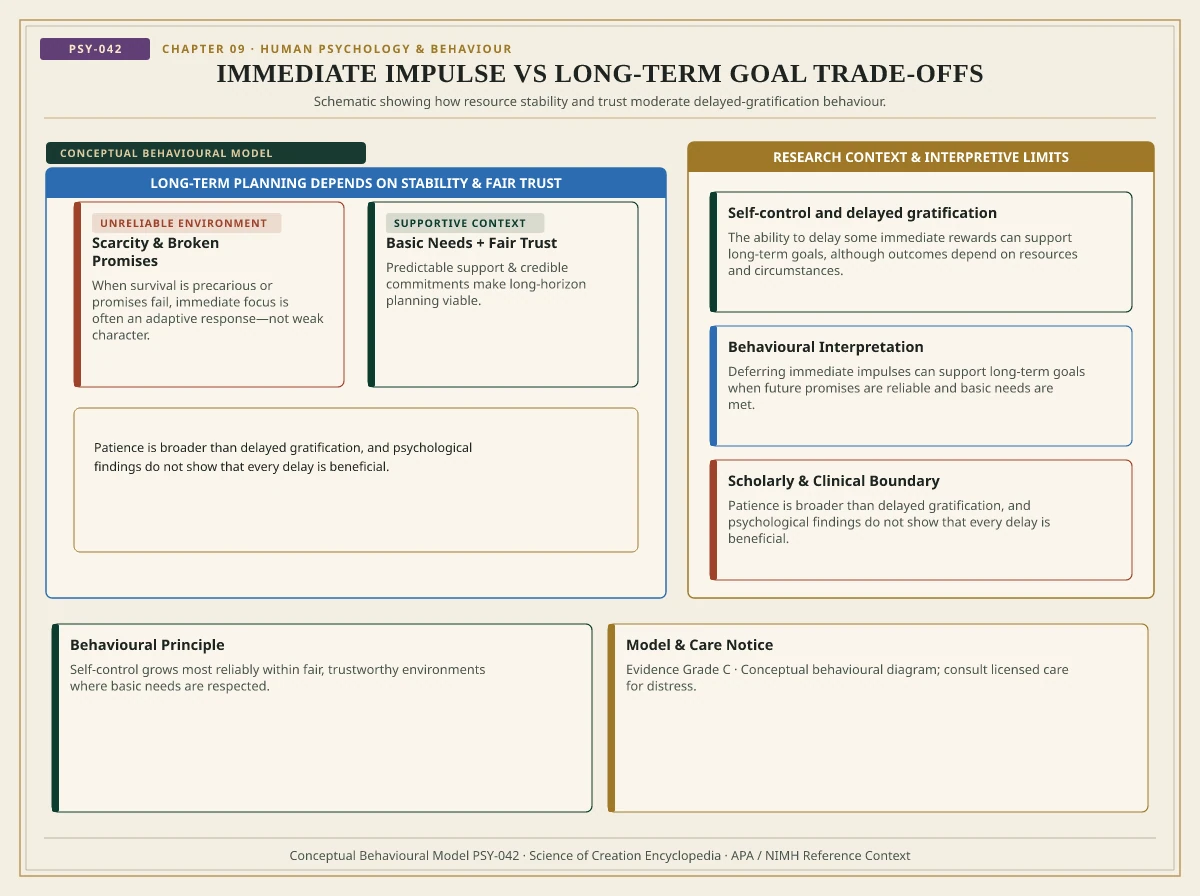 PSY-042
CHAPTER 09 · HUMAN PSYCHOLOGY & BEHAVIOUR
IMMEDIATE IMPULSE VS LONG-TERM GOAL TRADE-OFFS
Schematic showing how resource stability and trust moderate delayed-gratification behaviour.
CONCEPTUAL BEHAVIOURAL MODEL
LONG-TERM PLANNING DEPENDS ON STABILITY & FAIR TRUST
UNRELIABLE ENVIRONMENT
Scarcity & Broken
Promises
When survival is precarious or
promises fail, immediate focus is
often an adaptive response—not weak
character.
SUPPORTIVE CONTEXT
Basic Needs + Fair Trust
Predictable support & credible
commitments make long-horizon
planning viable.
Patience is broader than delayed gratification, and psychological
findings do not show that every delay is beneficial.
RESEARCH CONTEXT & INTERPRETIVE LIMITS
Self-control and delayed gratification
The ability to delay some immediate rewards can support
long-term goals, although outcomes depend on resources
and circumstances.
Behavioural Interpretation
Deferring immediate impulses can support long-term goals
when future promises are reliable and basic needs are
met.
Scholarly & Clinical Boundary
Patience is broader than delayed gratification, and
psychological findings do not show that every delay is
beneficial.
Behavioural Principle
Self-control grows most reliably within fair, trustworthy environments
where basic needs are respected.
Model & Care Notice
Evidence Grade C · Conceptual behavioural diagram; consult licensed care
for distress.
Conceptual Behavioural Model PSY-042 · Science of Creation Encyclopedia · APA / NIMH Reference Context